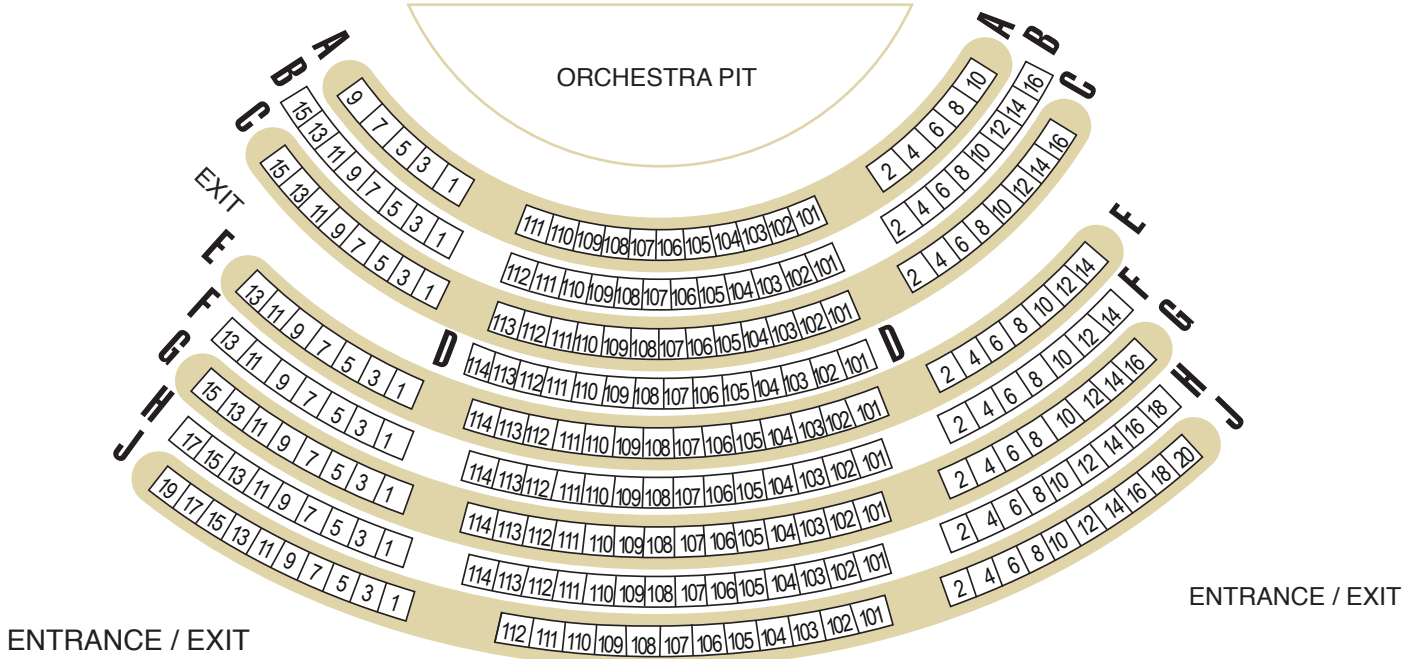 ORCHESTRA PIT
A 9 7 5 3 1 111 110 109 108 107 106 105 104 103 102 101 2 4 6 8 10 A
B 15 13 11 9 7 5 3 1 112 111 110 109 108 107 106 105 104 103 102 101 2 4 6 8 10 12 14 16 B
C 15 13 11 9 7 5 3 1 113 112 111 110 109 108 107 106 105 104 103 102 101 2 4 6 8 10 12 14 16 C
EXIT
D 114 113 112 111 110 109 108 107 106 105 104 103 102 101 D
E 13 11 9 7 5 3 1 114 113 112 111 110 109 108 107 106 105 104 103 102 101 2 4 6 8 10 12 14 E
F 13 11 9 7 5 3 1 114 113 112 111 110 109 108 107 106 105 104 103 102 101 2 4 6 8 10 12 14 F
G 15 13 11 9 7 5 3 1 114 113 112 111 110 109 108 107 106 105 104 103 102 101 2 4 6 8 10 12 14 16 G
H 17 15 13 11 9 7 5 3 1 114 113 112 111 110 109 108 107 106 105 104 103 102 101 2 4 6 8 10 12 14 16 18 H
J 19 17 15 13 11 9 7 5 3 1 112 111 110 109 108 107 106 105 104 103 102 101 2 4 6 8 10 12 14 16 18 20 J
ENTRANCE / EXIT
ENTRANCE / EXIT